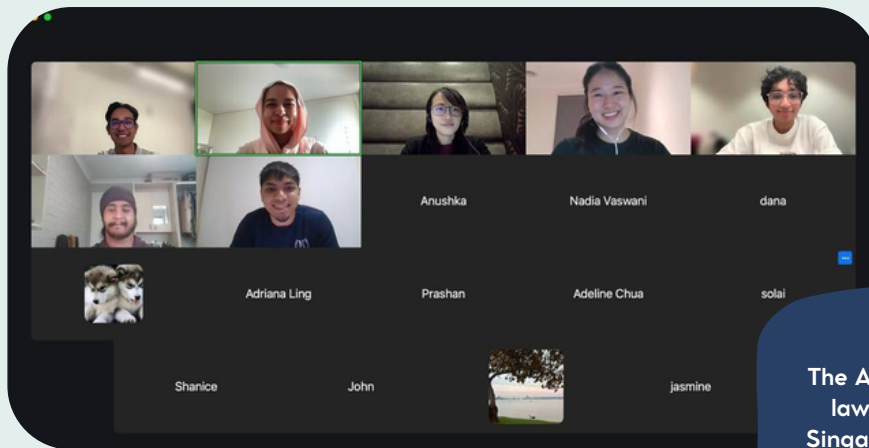 Anushka
Nadia Vaswani
dana
Adriana Ling
Prashan
Adeline Chua
solai
Shanice
John
jasmine
The A
law
Singa